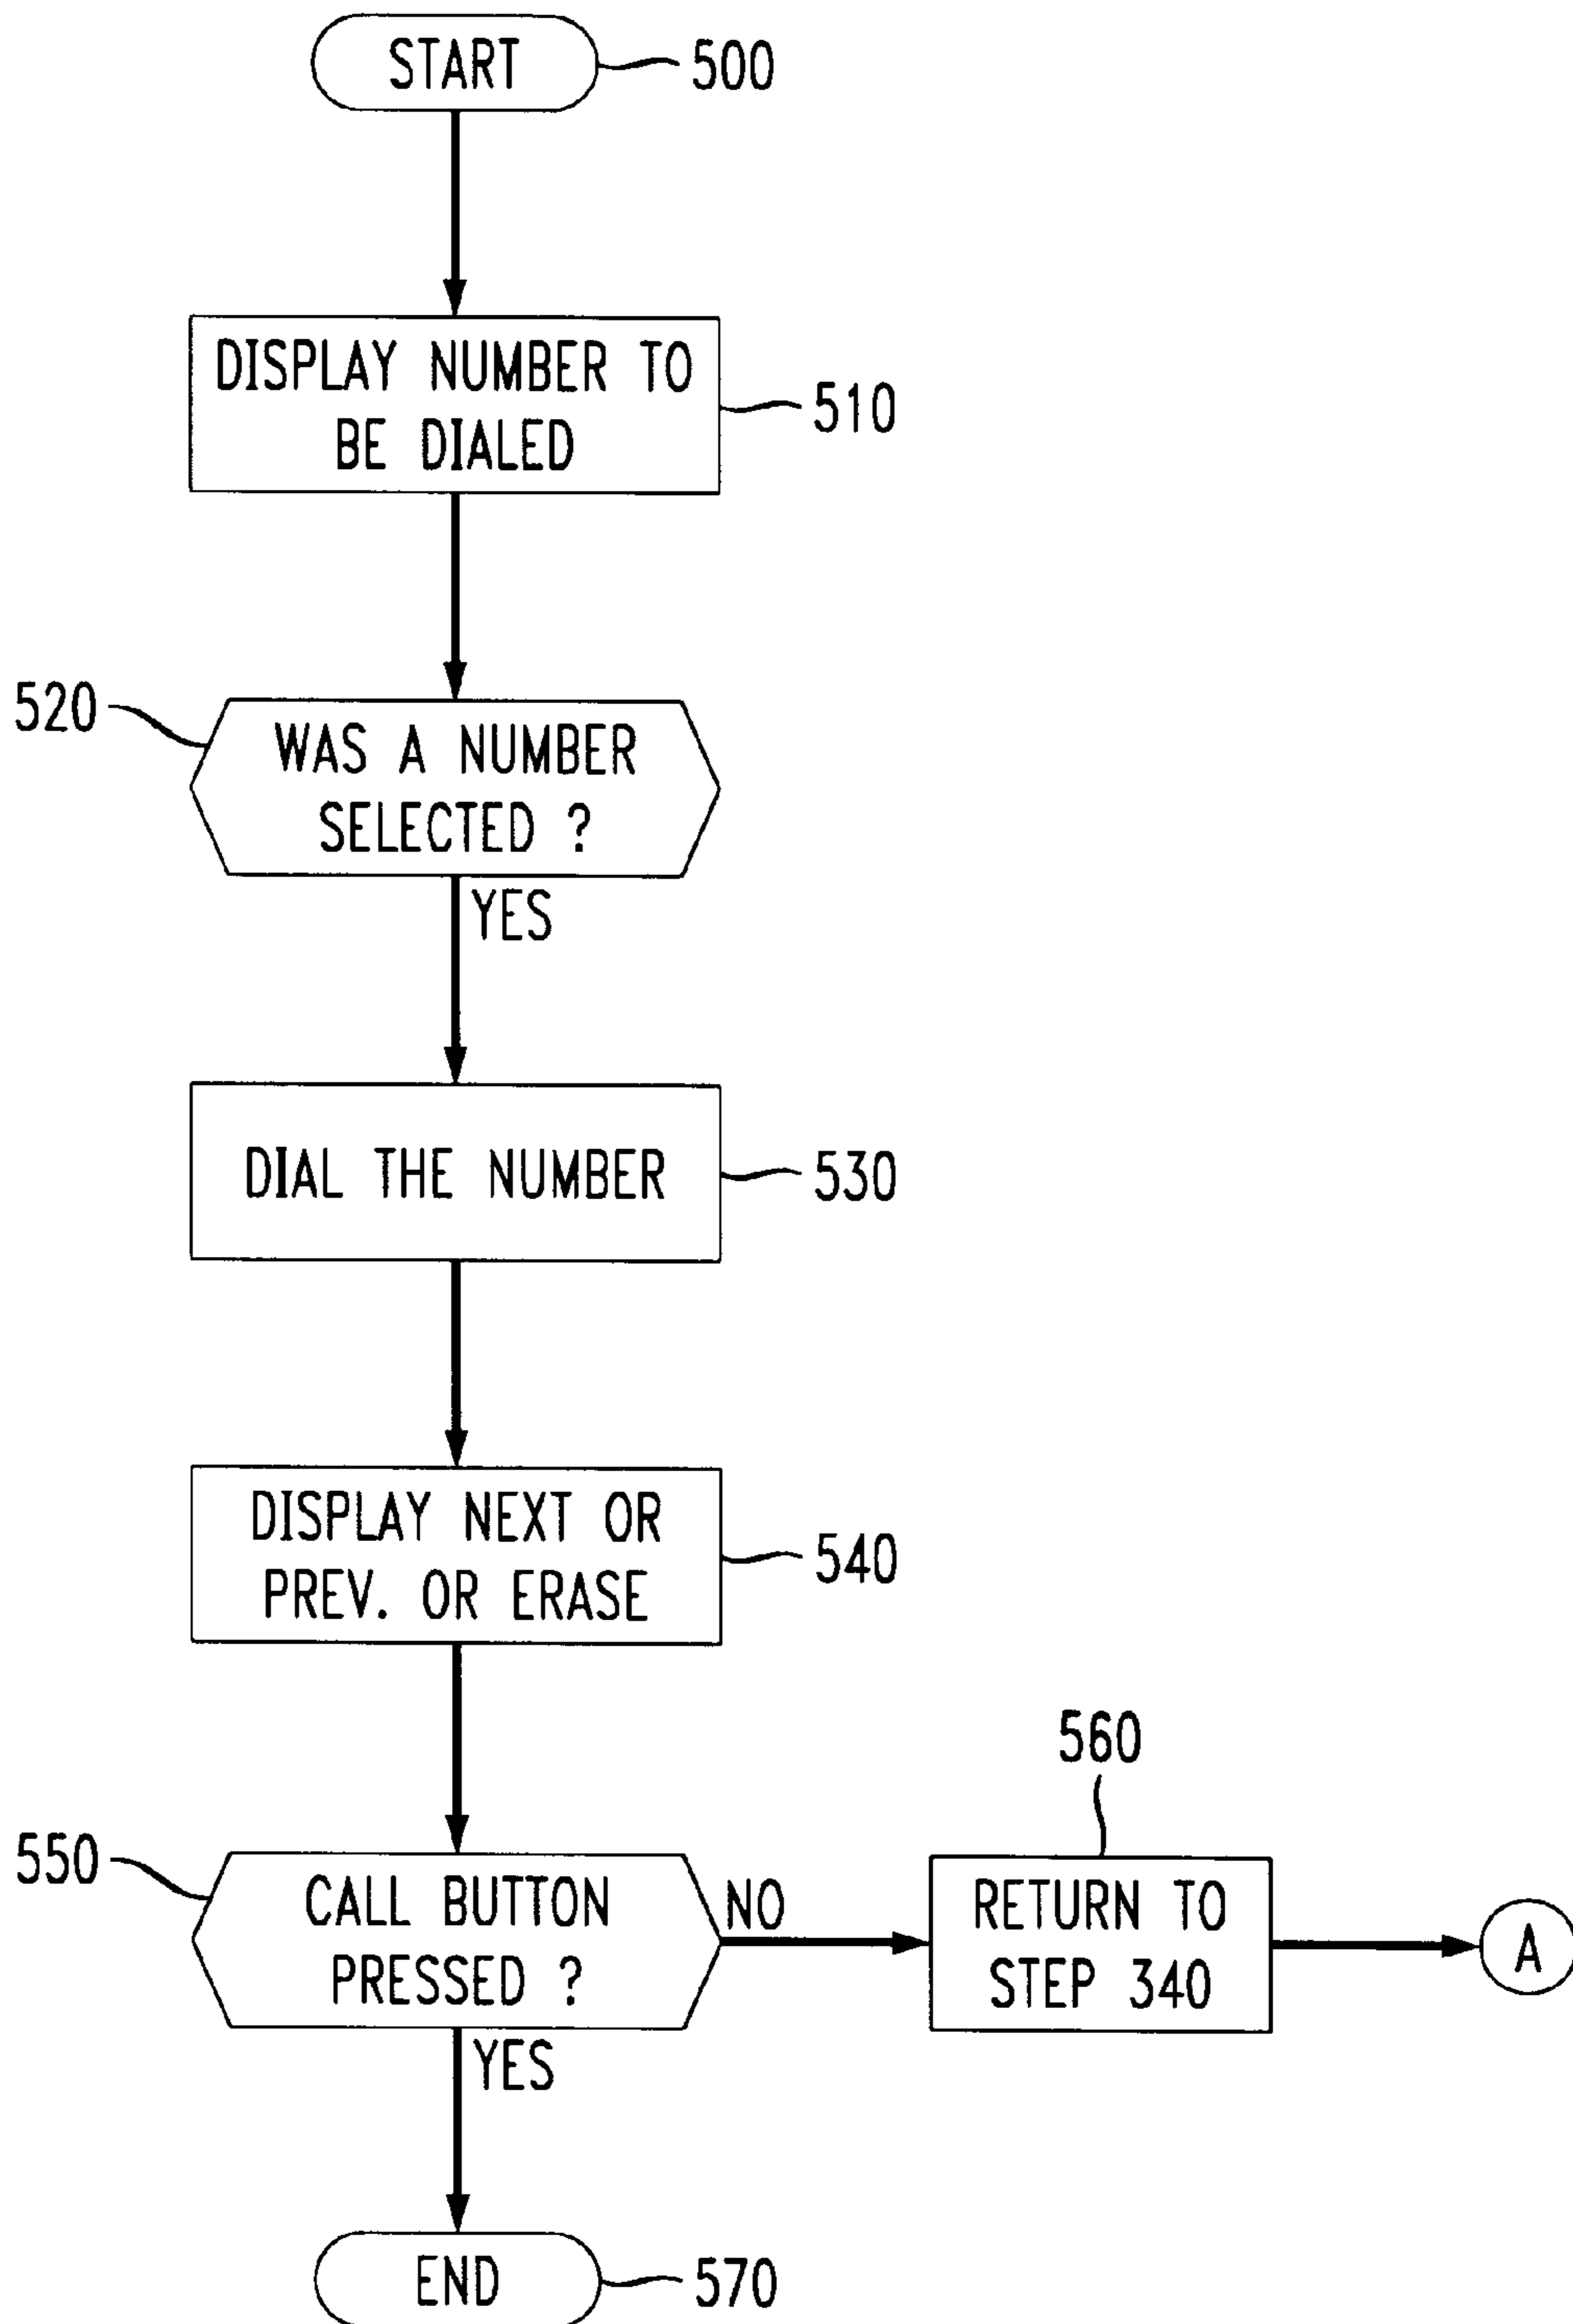 START
500
DISPLAY NUMBER TO
BE DIALED
510
520
WAS A NUMBER
SELECTED ?
YES
DIAL THE NUMBER
530
DISPLAY NEXT OR
PREV. OR ERASE
540
550
CALL BUTTON
PRESSED ?
NO
560
RETURN TO
STEP 340
A
YES
END
570